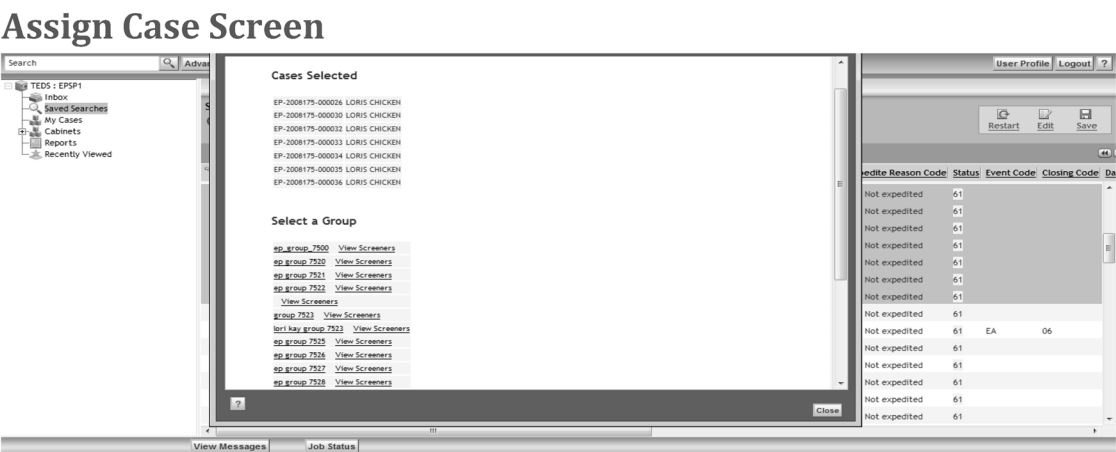 Assign Case Screen
Search
User Profile Logout ?
TEDS : EPSP1
Inbox
Saved Searches
My Cases
Cabinets
Reports
Recently Viewed
Cases Selected
EP-2008175-000026 LORIS CHICKEN
EP-2008175-000030 LORIS CHICKEN
EP-2008175-000032 LORIS CHICKEN
EP-2008175-000033 LORIS CHICKEN
EP-2008175-000034 LORIS CHICKEN
EP-2008175-000035 LORIS CHICKEN
EP-2008175-000036 LORIS CHICKEN
Select a Group
ep_group_7500 View Screeners
ep group 7520 View Screeners
ep group 7521 View Screeners
ep group 7522 View Screeners
View Screeners
group 7523 View Screeners
lori kay group 7523 View Screeners
ep group 7525 View Screeners
ep group 7526 View Screeners
ep group 7527 View Screeners
ep group 7528 View Screeners
? Close
Restart Edit Save
edite Reason Code Status Event Code Closing Code Da
Not expedited 61
Not expedited 61
Not expedited 61
Not expedited 61
Not expedited 61
Not expedited 61
Not expedited 61
Not expedited 61
Not expedited 61 EA 06
Not expedited 61
Not expedited 61
Not expedited 61
Not expedited 61
Not expedited 61
View Messages Job Status